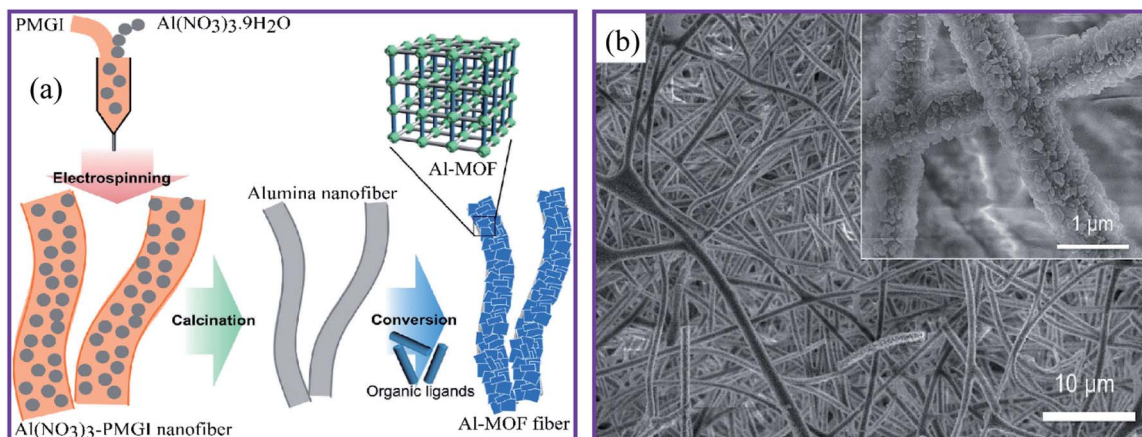 PMGI
Al(NO3)3.9H2O
(a)
Electrospinning
Al-MOF
Alumina nanofiber
Calcination
Conversion
Organic ligands
Al(NO3)3-PMGI nanofiber
Al-MOF fiber
(b)
1 µm
10 µm